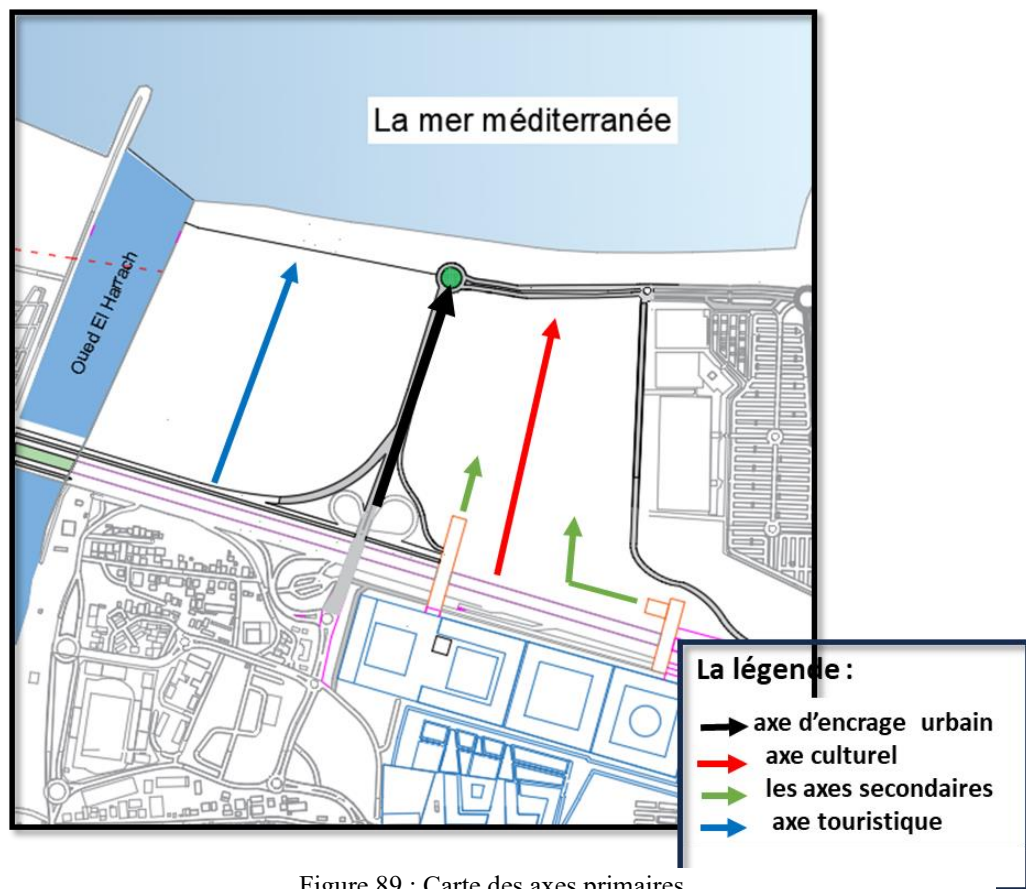 La mer méditerranée
Oued El Harrach
La légende :
axe d’encrage urbain
axe culturel
les axes secondaires
axe touristique
Figure 89 : Carte des axes primaires